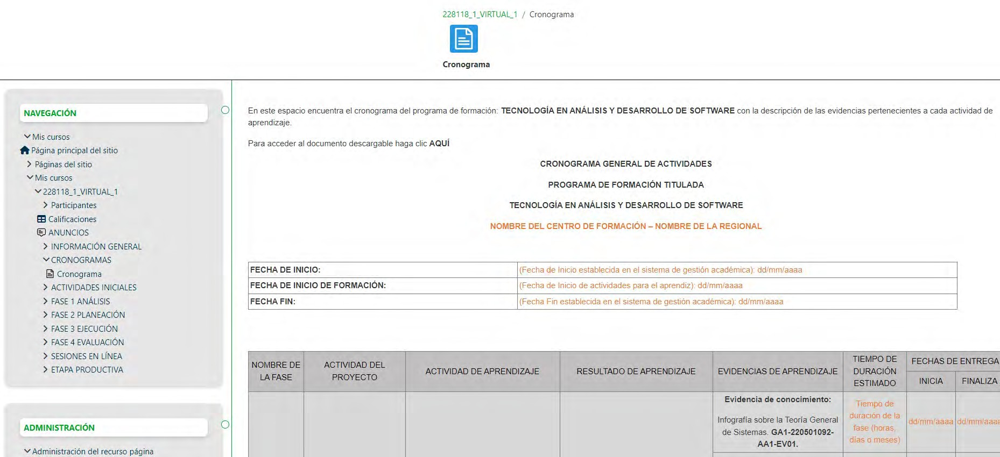 228118_1_VIRTUAL_1 / Cronograma
Cronograma
NAVEGACIÓN
Mis cursos
Página principal del sitio
Páginas del sitio
Mis cursos
228118_1_VIRTUAL_1
Participantes
Calificaciones
ANUNCIOS
INFORMACIÓN GENERAL
CRONOGRAMAS
Cronograma
ACTIVIDADES INICIALES
FASE 1 ANÁLISIS
FASE 2 PLANEACIÓN
FASE 3 EJECUCIÓN
FASE 4 EVALUACIÓN
SESIONES EN LÍNEA
ETAPA PRODUCTIVA
ADMINISTRACIÓN
Administración del recurso página
En este espacio encuentra el cronograma del programa de formación: TECNOLOGÍA EN ANÁLISIS Y DESARROLLO DE SOFTWARE con la descripción de las evidencias pertenecientes a cada actividad de
aprendizaje.
Para acceder al documento descargable haga clic AQUÍ
CRONOGRAMA GENERAL DE ACTIVIDADES
PROGRAMA DE FORMACIÓN TITULADA
TECNOLOGÍA EN ANÁLISIS Y DESARROLLO DE SOFTWARE
NOMBRE DEL CENTRO DE FORMACIÓN – NOMBRE DE LA REGIONAL
FECHA DE INICIO: (Fecha de Inicio establecida en el sistema de gestión académica): dd/mm/aaaa
FECHA DE INICIO DE FORMACIÓN: (Fecha de Inicio de actividades para el aprendiz): dd/mm/aaaa
FECHA FIN: (Fecha Fin establecida en el sistema de gestión académica): dd/mm/aaaa
NOMBRE DE
LA FASE
ACTIVIDAD DEL
PROYECTO
ACTIVIDAD DE APRENDIZAJE
RESULTADO DE APRENDIZAJE
EVIDENCIAS DE APRENDIZAJE
TIEMPO DE
DURACIÓN
ESTIMADO
FECHAS DE ENTREGA
INICIA
FINALIZA
Evidencia de conocimiento:
Infografía sobre la Teoría General
de Sistemas. GA1-220501092-
AA1-EV01.
Tiempo de
duración de la
fase (horas,
días o meses)
dd/mm/aaaa
dd/mm/aaaa